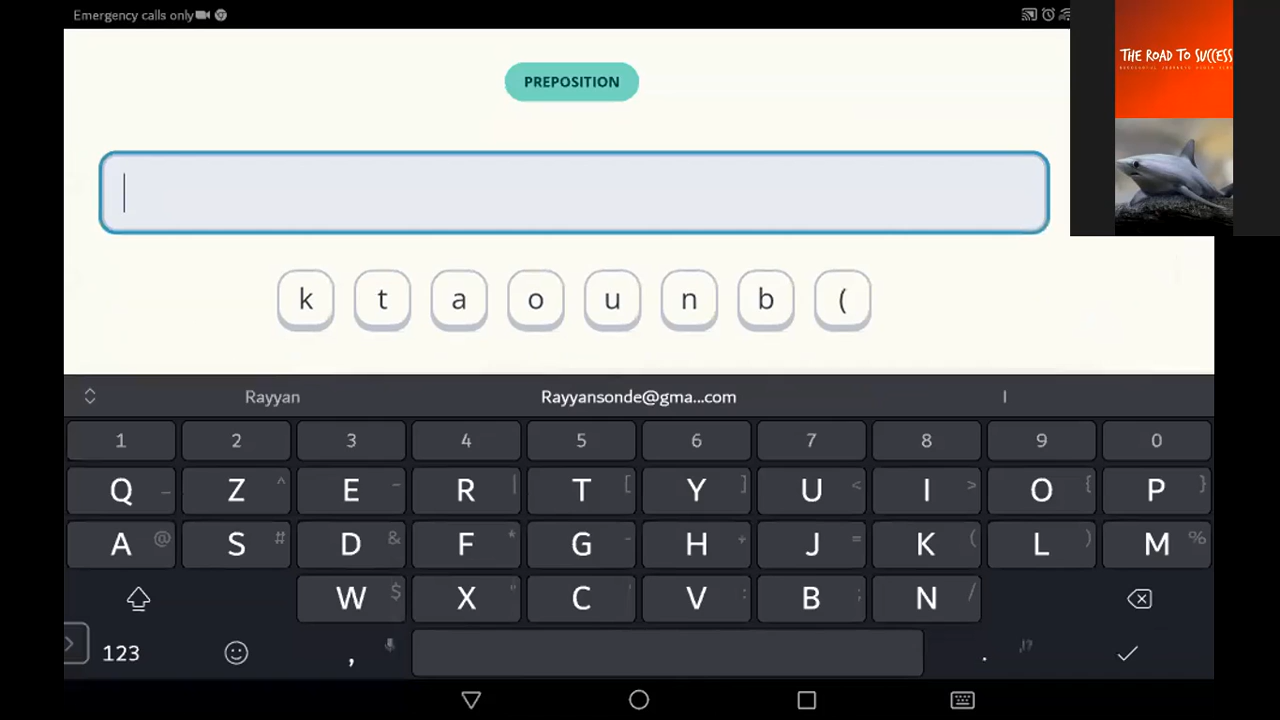 Emergency calls only
THE ROAD TO SUCCESS
PREPOSITION
k t a o u n b (
Rayyan Rayyansonde@gma...com I
1 2 3 4 5 6 7 8 9 0
Q _ Z ^ E ~ R | T [ Y ] U < I > O { P }
A @ S # D & F * G - H + J = K ( L ) M %
W $ X " C ' V : B ; N /
123 , . ,!?